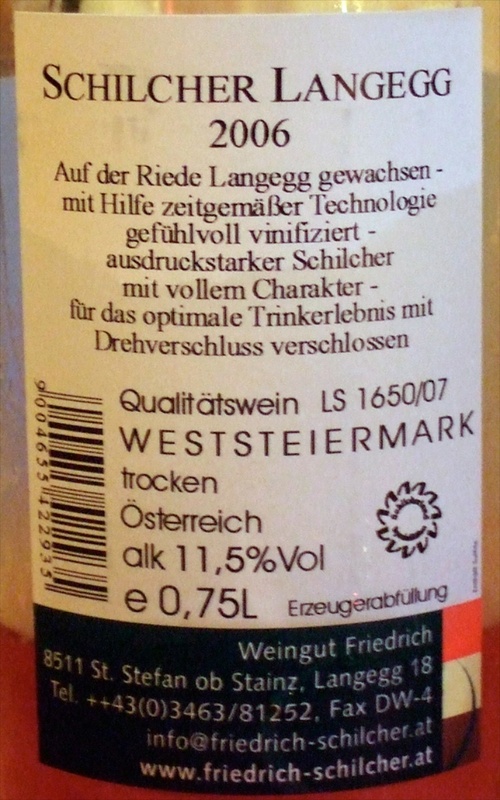 SCHILCHER LANGEGG
2006
Auf der Riede Langegg gewachsen -
mit Hilfe zeitgemäßer Technologie
gefühlvoll vinifiziert -
ausdruckstarker Schilcher
mit vollem Charakter -
für das optimale Trinkerlebnis mit
Drehverschluss verschlossen
Qualitätswein LS 1650/07
WESTSTEIERMARK
trocken
Österreich
alk 11,5%Vol
e 0,75L Erzeugerabfüllung
9004655422935
Weingut Friedrich
8511 St. Stefan ob Stainz, Langegg 18
Tel. ++43(0)3463/81252, Fax DW-4
info@friedrich-schilcher.at
www.friedrich-schilcher.at